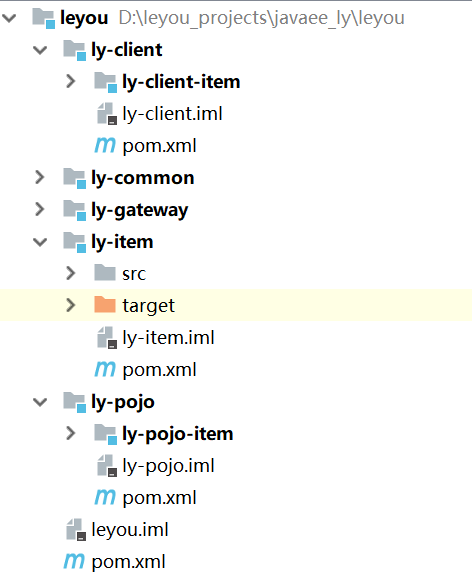 leyou D:\leyou_projects\javaee_ly\leyou
ly-client
ly-client-item
ly-client.iml
pom.xml
ly-common
ly-gateway
ly-item
src
target
ly-item.iml
pom.xml
ly-pojo
ly-pojo-item
ly-pojo.iml
pom.xml
leyou.iml
pom.xml